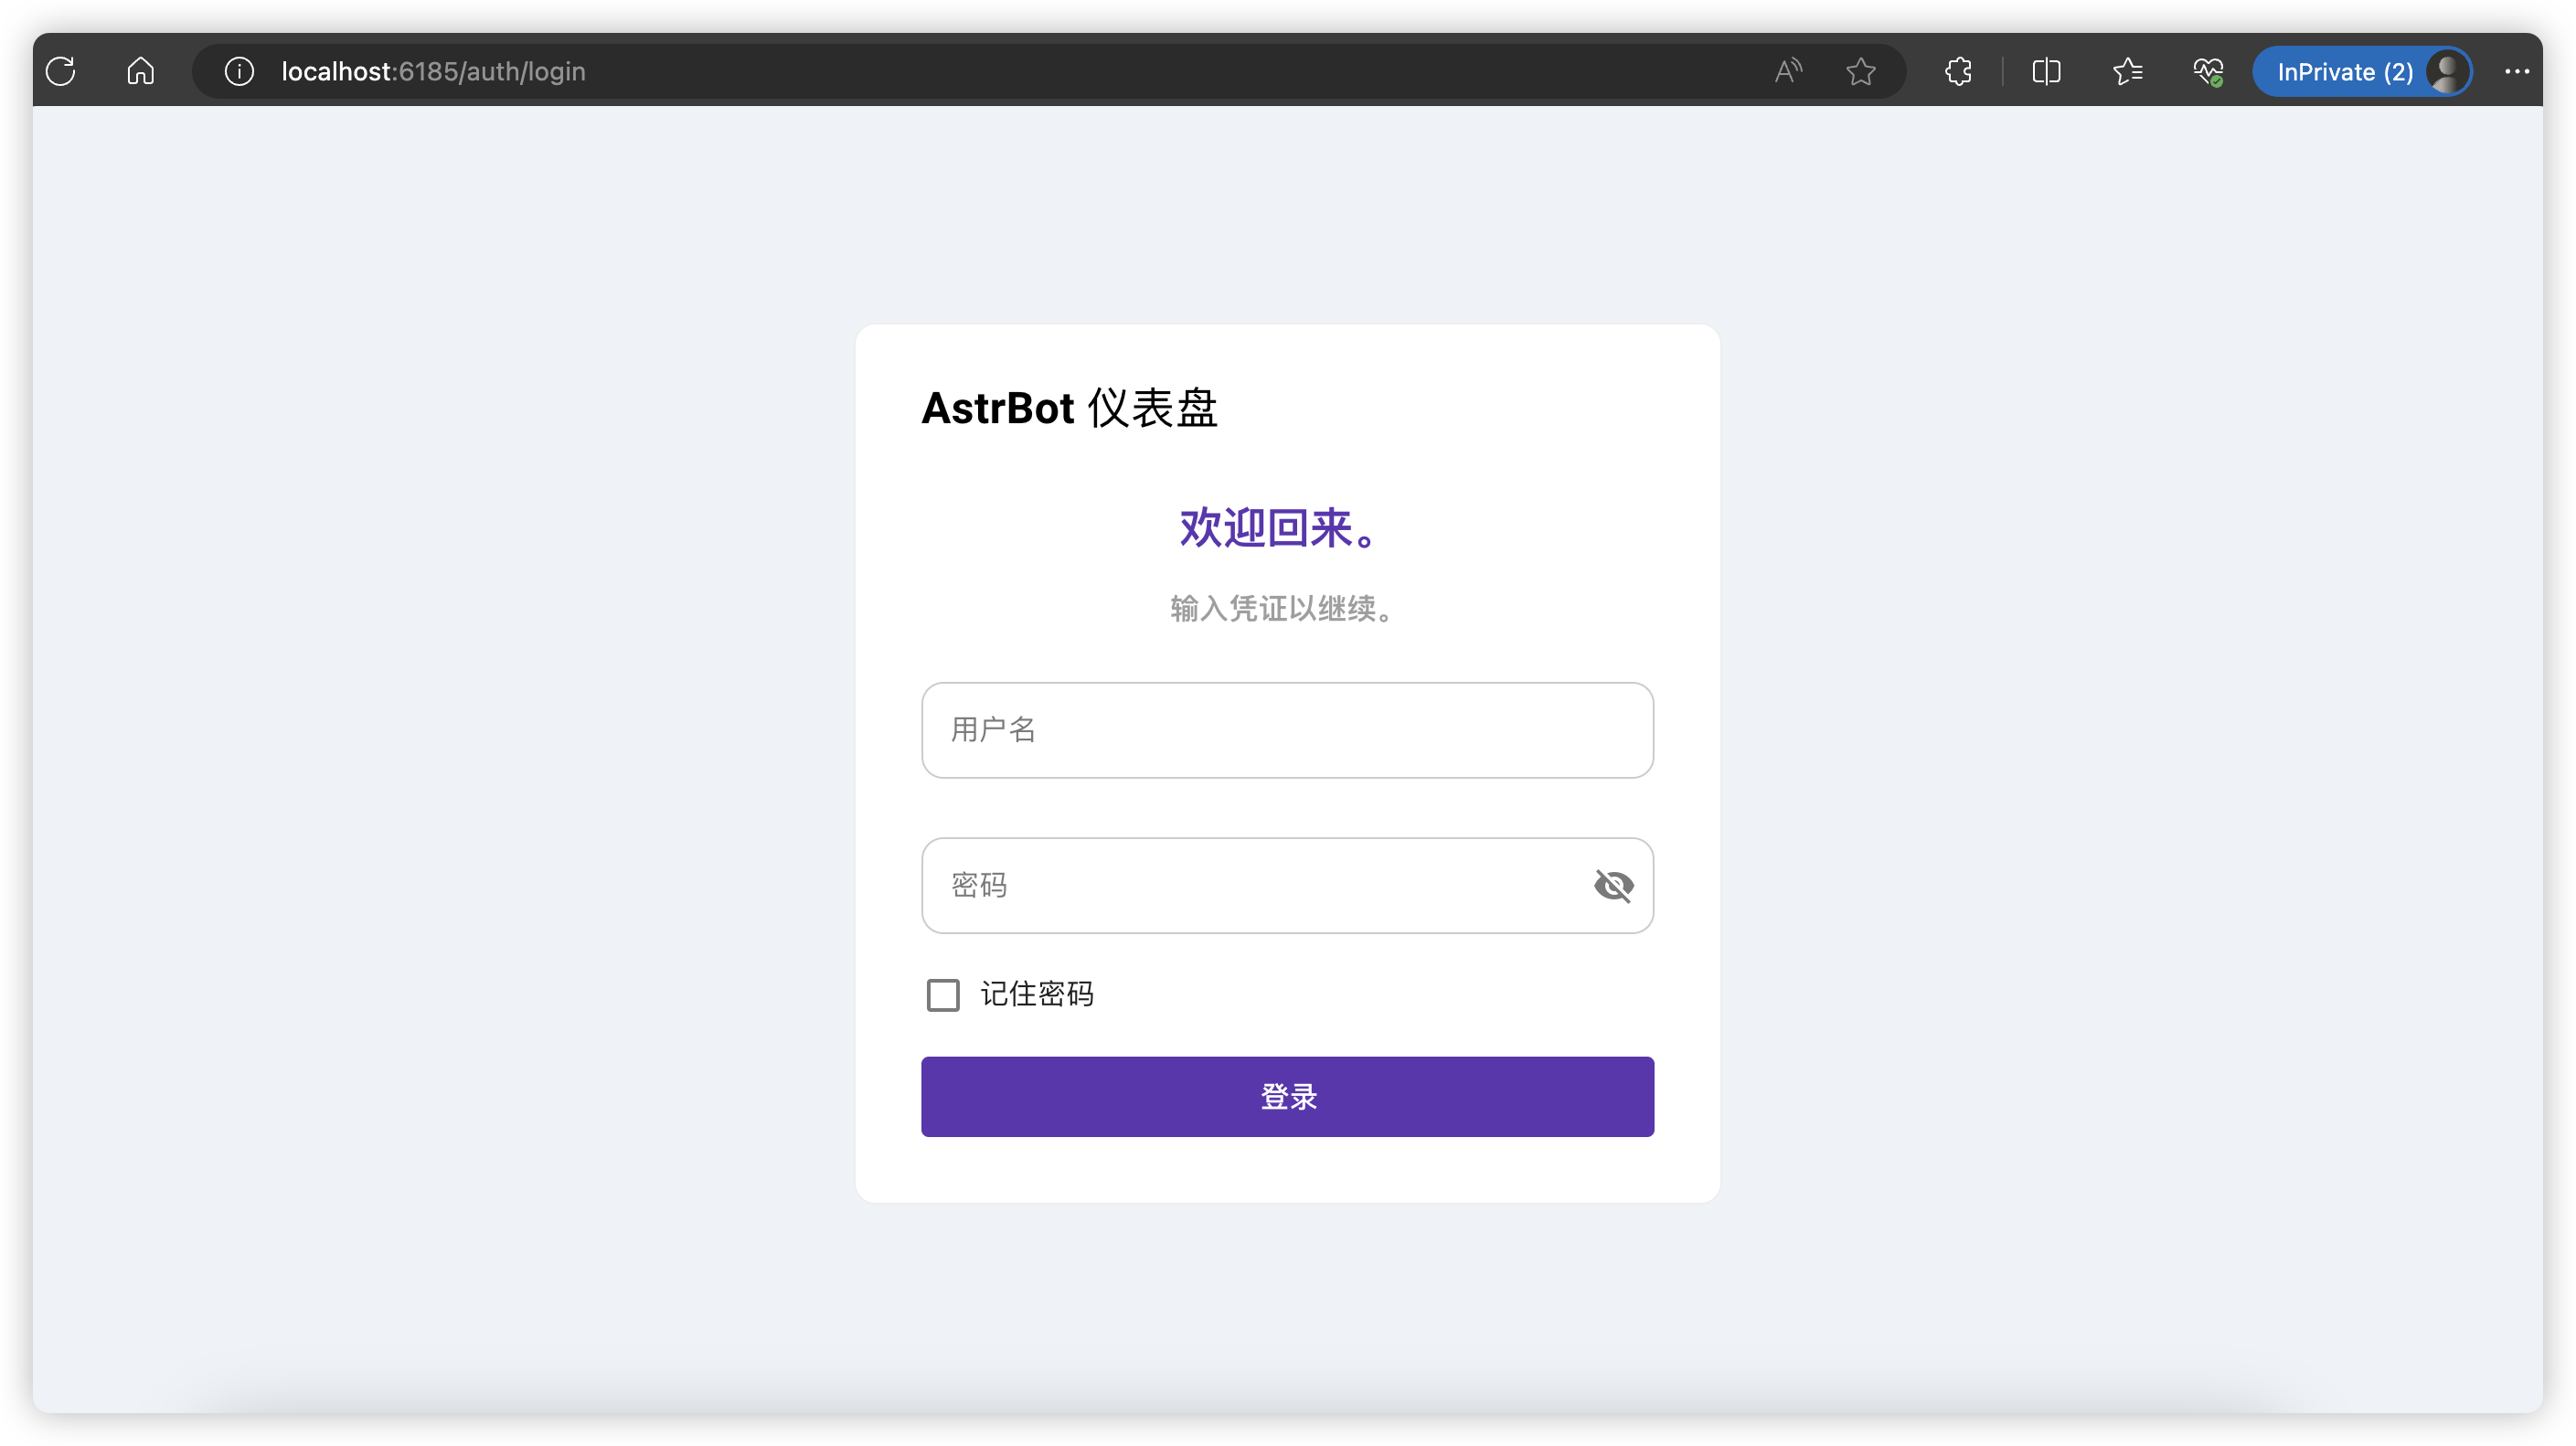 localhost:6185/auth/login
InPrivate (2)
AstrBot 仪表盘
欢迎回来。
输入凭证以继续。
用户名
密码
记住密码
登录